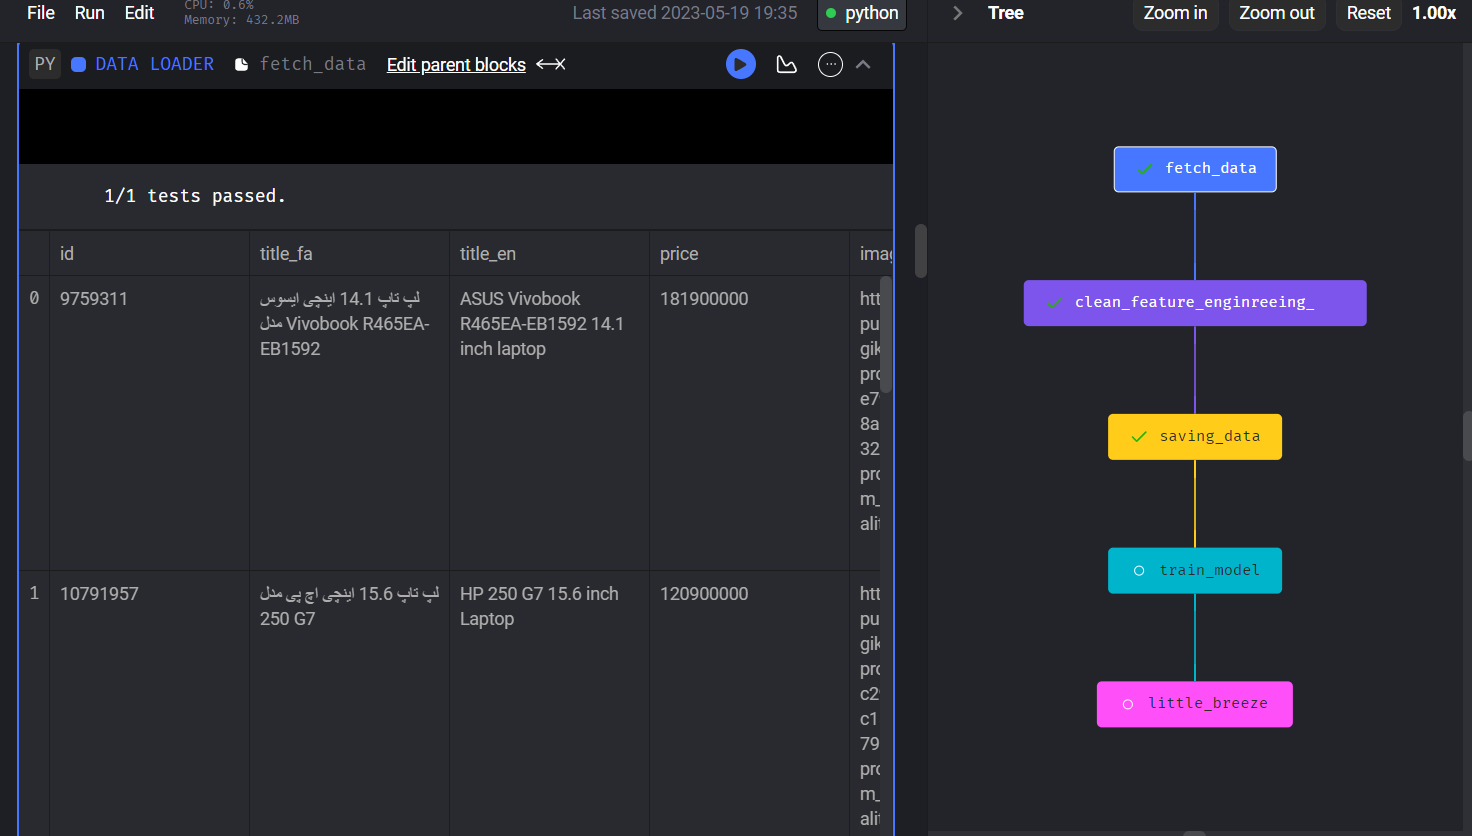 File Run Edit
CPU: 0.6%
Memory: 432.2MB
Last saved 2023-05-19 19:35
python
Tree
Zoom in
Zoom out
Reset
1.00x
PY DATA LOADER fetch_data Edit parent blocks
1/1 tests passed.
id title_fa title_en price
0
9759311
لپ تاپ 14.1 اینچی ایسوس
مدل Vivobook R465EA-
EB1592
ASUS Vivobook
R465EA-EB1592 14.1
inch laptop
181900000
htt
pu
gik
pro
e7
8a
32
pro
m_
alit
1
10791957
لپ تاپ 15.6 اینچی اچ پی مدل
250 G7
HP 250 G7 15.6 inch
Laptop
120900000
htt
pu
gik
pro
c2
c1
79
pro
m_
alit
fetch_data
clean_feature_enginreeing_
saving_data
train_model
little_breeze